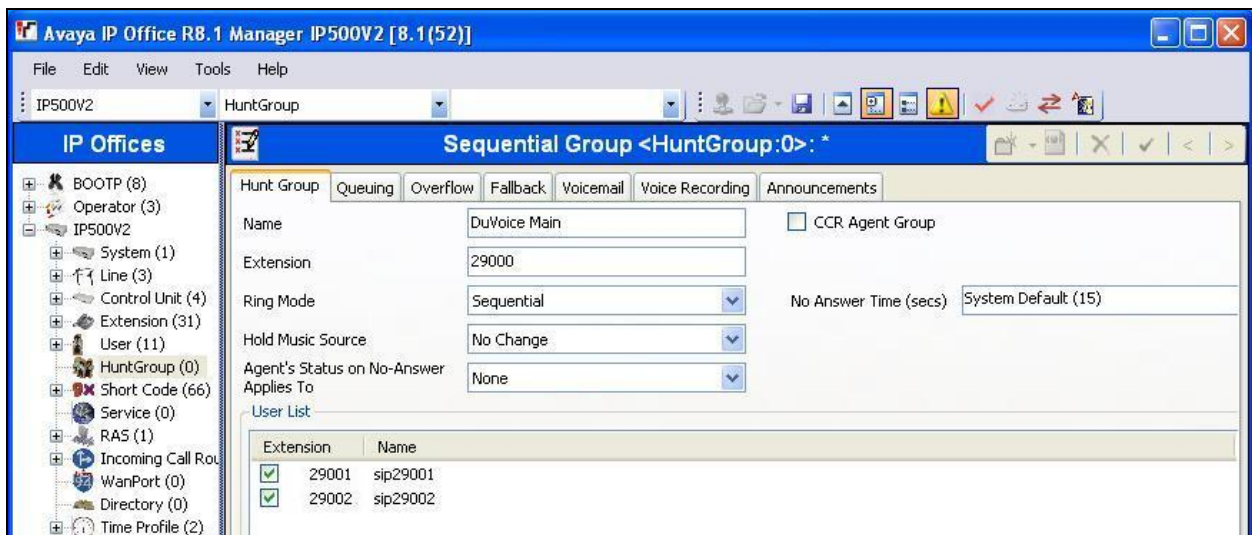 Avaya IP Office R8.1 Manager IP500V2 [8.1(52)]
File Edit View Tools Help
IP500V2 HuntGroup
IP Offices
Sequential Group <HuntGroup:0>: *
BOOTP (8)
Operator (3)
IP500V2
System (1)
Line (3)
Control Unit (4)
Extension (31)
User (11)
HuntGroup (0)
Short Code (66)
Service (0)
RAS (1)
Incoming Call Rou
WanPort (0)
Directory (0)
Time Profile (2)
Hunt Group Queuing Overflow Fallback Voicemail Voice Recording Announcements
Name DuVoice Main CCR Agent Group
Extension 29000
Ring Mode Sequential No Answer Time (secs) System Default (15)
Hold Music Source No Change
Agent's Status on No-Answer
Applies To None
User List
Extension Name
29001 sip29001
29002 sip29002